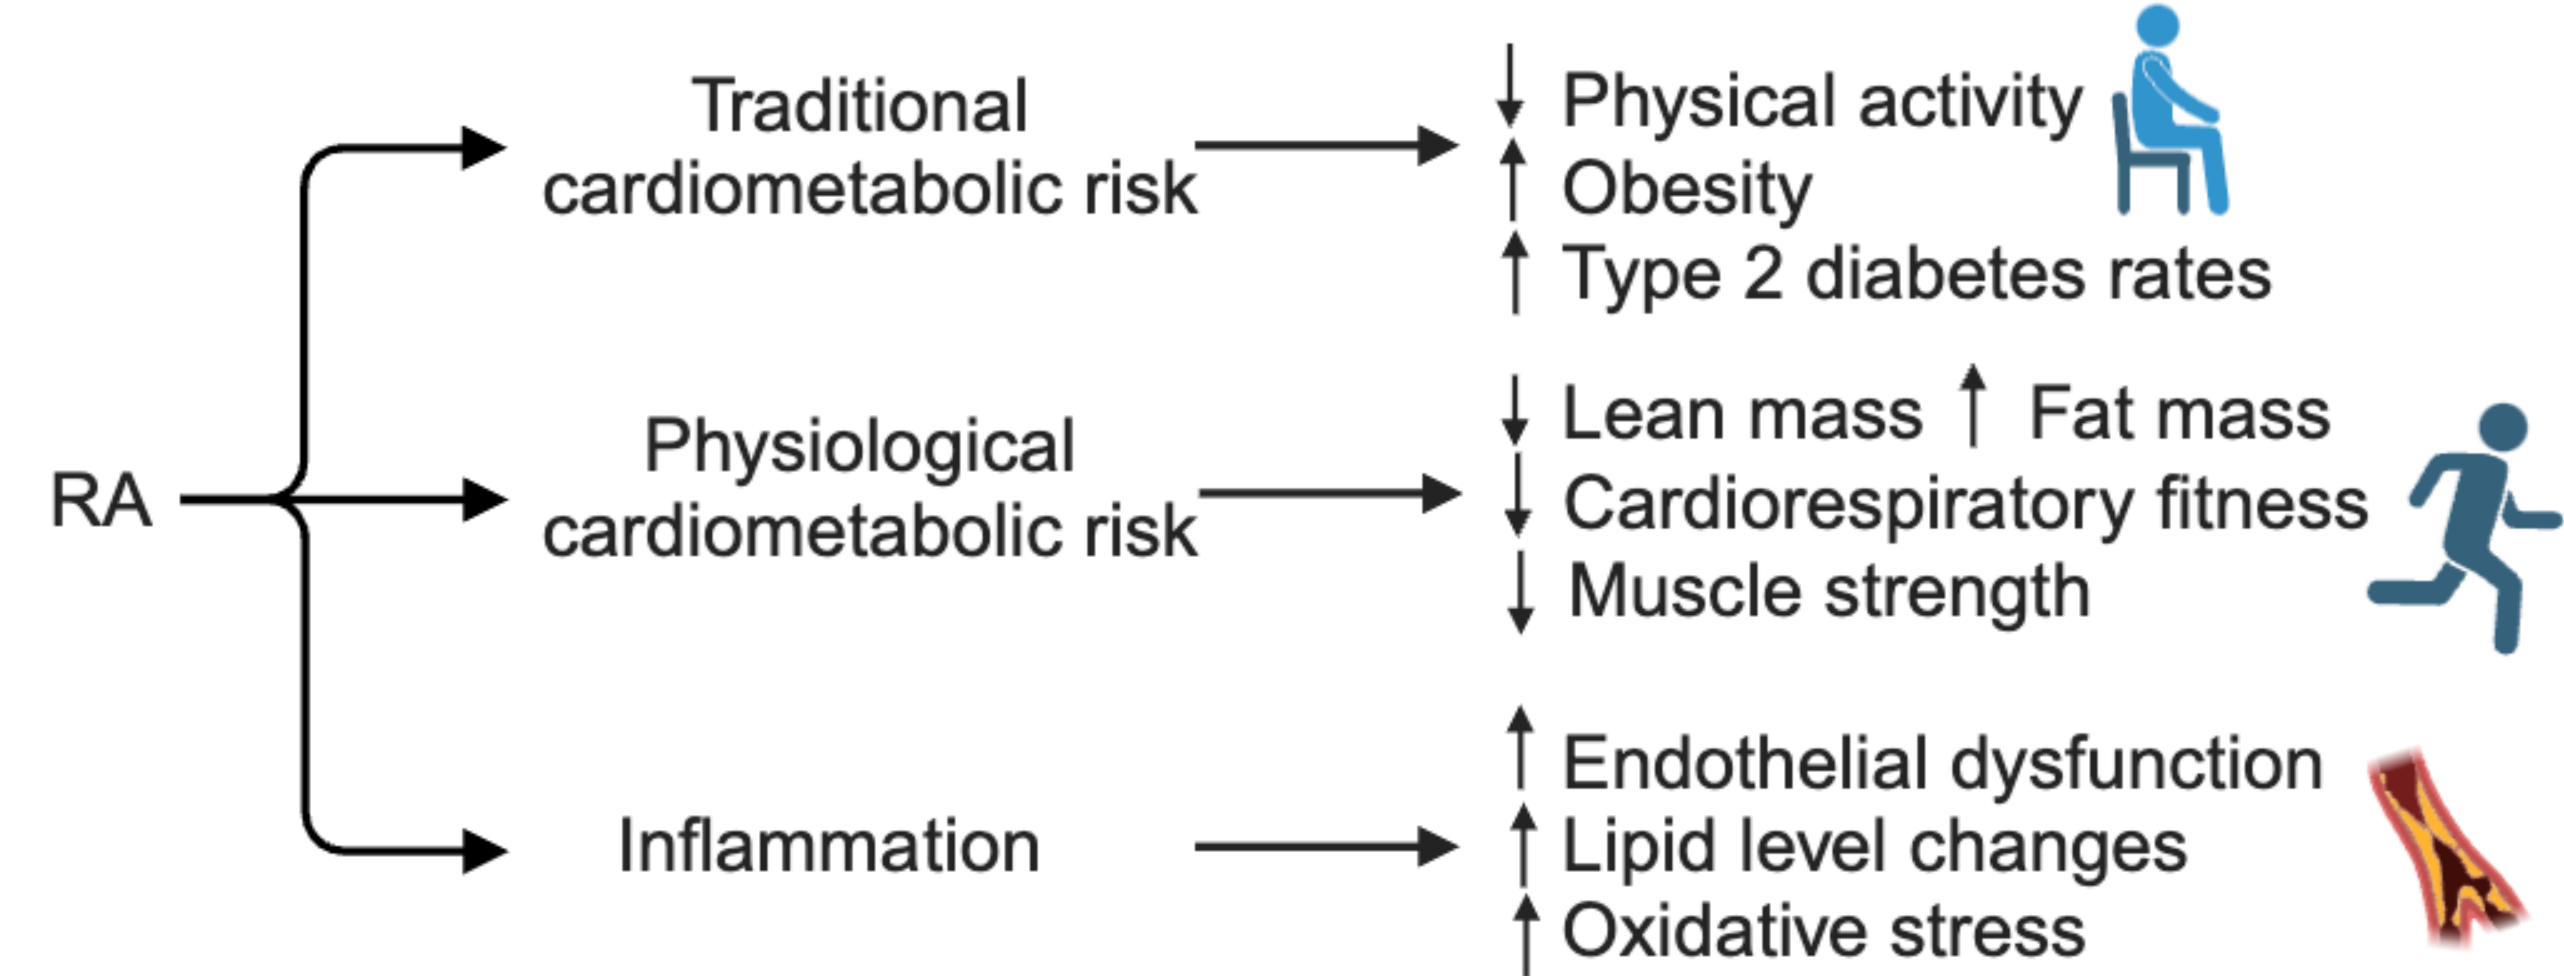 Traditional
cardiometabolic risk
↓ Physical activity
↑ Obesity
↑ Type 2 diabetes rates
RA
Physiological
cardiometabolic risk
↓ Lean mass ↑ Fat mass
↓ Cardiorespiratory fitness
↓ Muscle strength
Inflammation
↑ Endothelial dysfunction
↑ Lipid level changes
↑ Oxidative stress